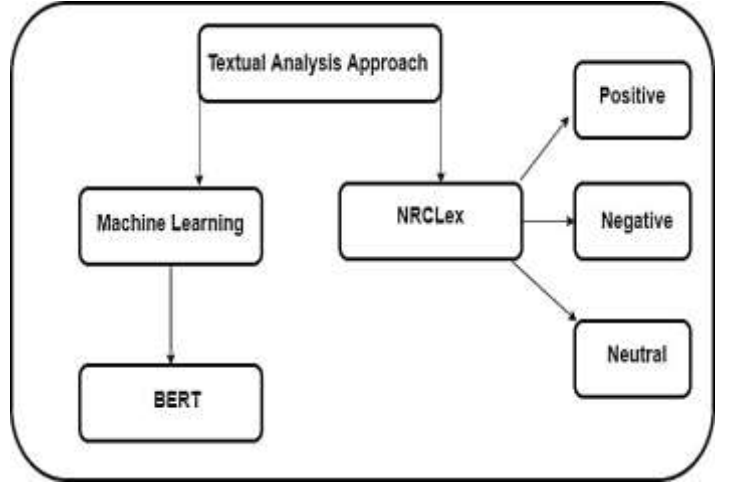 Textual Analysis Approach
Positive
Machine Learning
NRCLex
Negative
Neutral
BERT